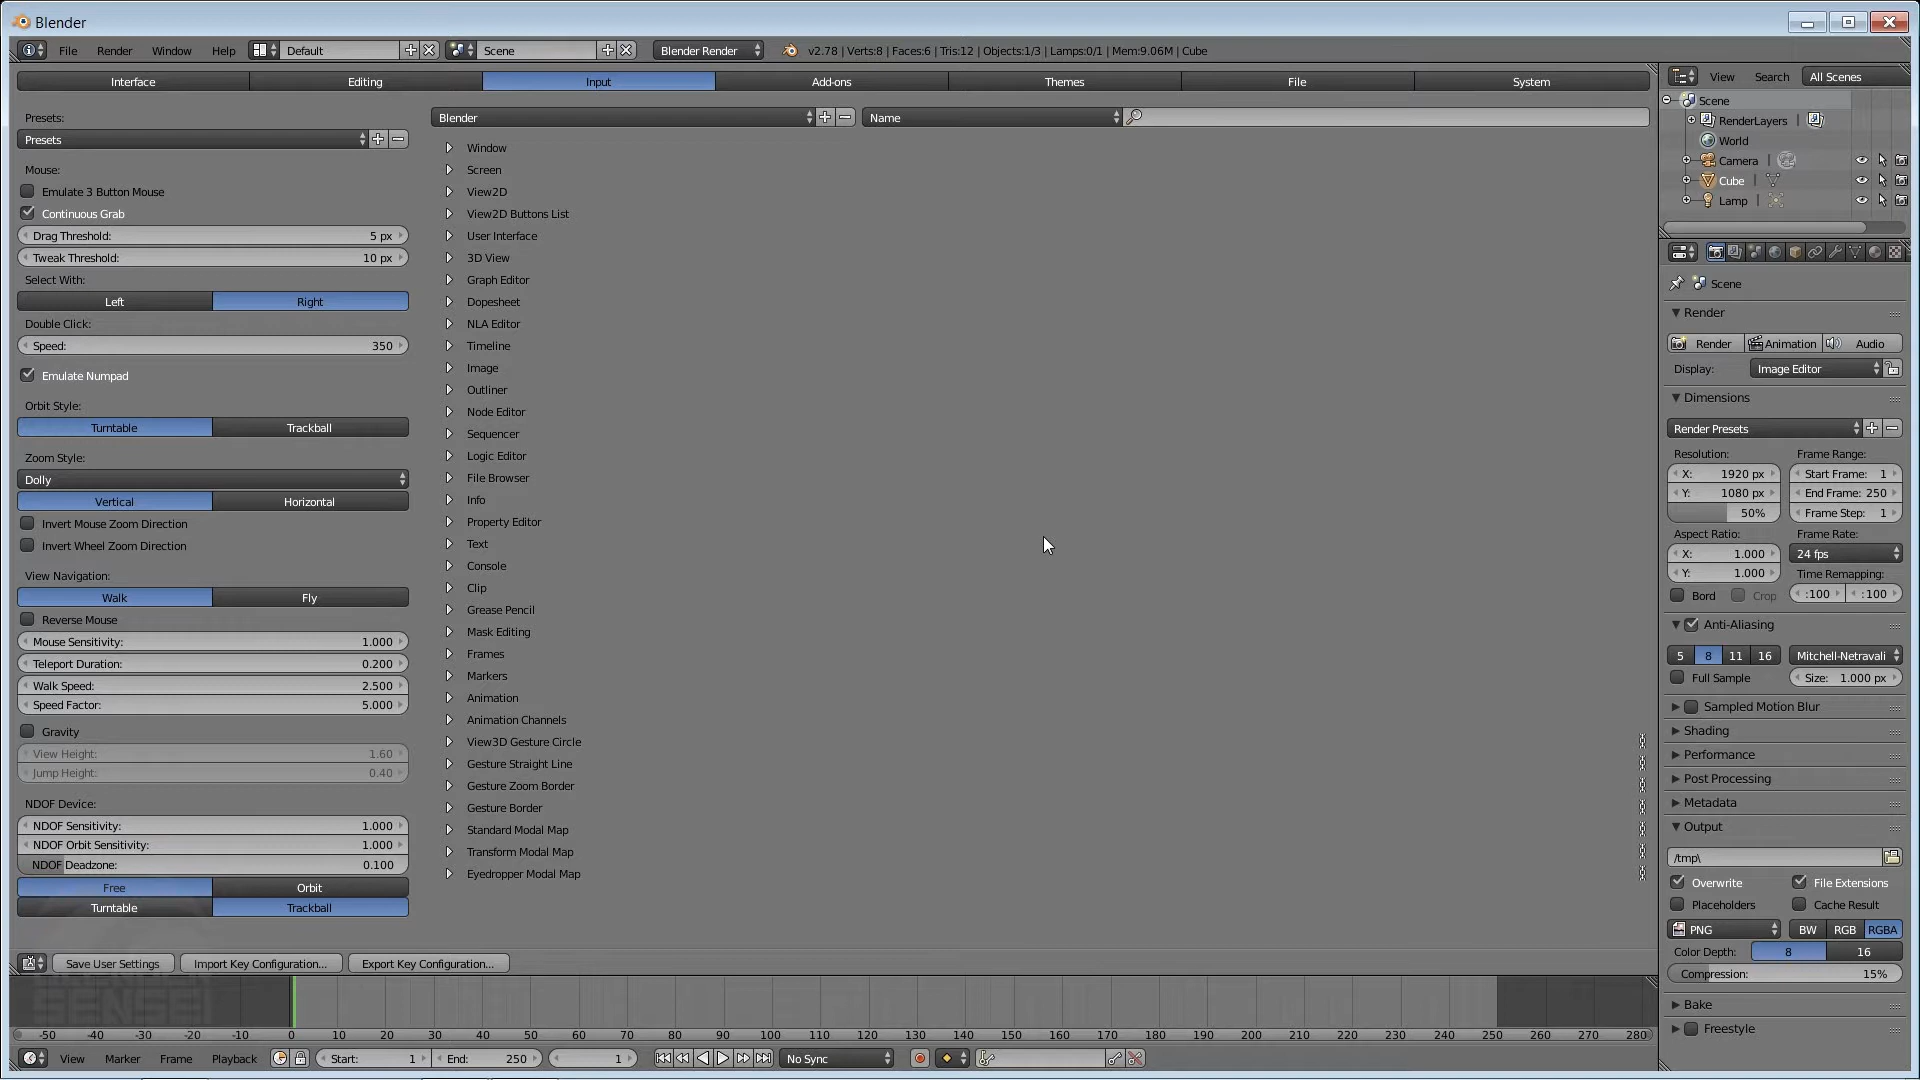 Blender
File Render Window Help Default Scene Blender Render v2.78 | Verts:8 | Faces:6 | Tris:12 | Objects:1/3 | Lamps:0/1 | Mem:9.06M | Cube
Interface Editing Input Add-ons Themes File System
Presets:
Presets
Mouse:
Emulate 3 Button Mouse
Continuous Grab
Drag Threshold: 5 px
Tweak Threshold: 10 px
Select With:
Left Right
Double Click:
Speed: 350
Emulate Numpad
Orbit Style:
Turntable Trackball
Zoom Style:
Dolly
Vertical Horizontal
Invert Mouse Zoom Direction
Invert Wheel Zoom Direction
View Navigation:
Walk Fly
Reverse Mouse
Mouse Sensitivity: 1.000
Teleport Duration: 0.200
Walk Speed: 2.500
Speed Factor: 5.000
Gravity
View Height: 1.60
Jump Height: 0.40
NDOF Device:
NDOF Sensitivity: 1.000
NDOF Orbit Sensitivity: 1.000
NDOF Deadzone: 0.100
Free Orbit
Turntable Trackball
Blender Name
Window
Screen
View2D
View2D Buttons List
User Interface
3D View
Graph Editor
Dopesheet
NLA Editor
Timeline
Image
Outliner
Node Editor
Sequencer
Logic Editor
File Browser
Info
Property Editor
Text
Console
Clip
Grease Pencil
Mask Editing
Frames
Markers
Animation
Animation Channels
View3D Gesture Circle
Gesture Straight Line
Gesture Zoom Border
Gesture Border
Standard Modal Map
Transform Modal Map
Eyedropper Modal Map
Save User Settings Import Key Configuration... Export Key Configuration...
SENSEI
-50 -40 -30 -20 -10 0 10 20 30 40 50 60 70 80 90 100 110 120 130 140 150 160 170 180 190 200 210 220 230 240 250 260 270 280
View Marker Frame Playback Start: 1 End: 250 1 No Sync
View Search All Scenes
Scene
RenderLayers |
World
Camera |
Cube |
Lamp |
Scene
Render
Render Animation Audio
Display: Image Editor
Dimensions
Render Presets
Resolution: Frame Range:
X: 1920 px Start Frame: 1
Y: 1080 px End Frame: 250
50% Frame Step: 1
Aspect Ratio: Frame Rate:
X: 1.000 24 fps
Y: 1.000 Time Remapping:
Bord Crop :100 :100
Anti-Aliasing
5 8 11 16 Mitchell-Netravali
Full Sample Size: 1.000 px
Sampled Motion Blur
Shading
Performance
Post Processing
Metadata
Output
/tmp\
Overwrite File Extensions
Placeholders Cache Result
PNG BW RGB RGBA
Color Depth: 8 16
Compression: 15%
Bake
Freestyle